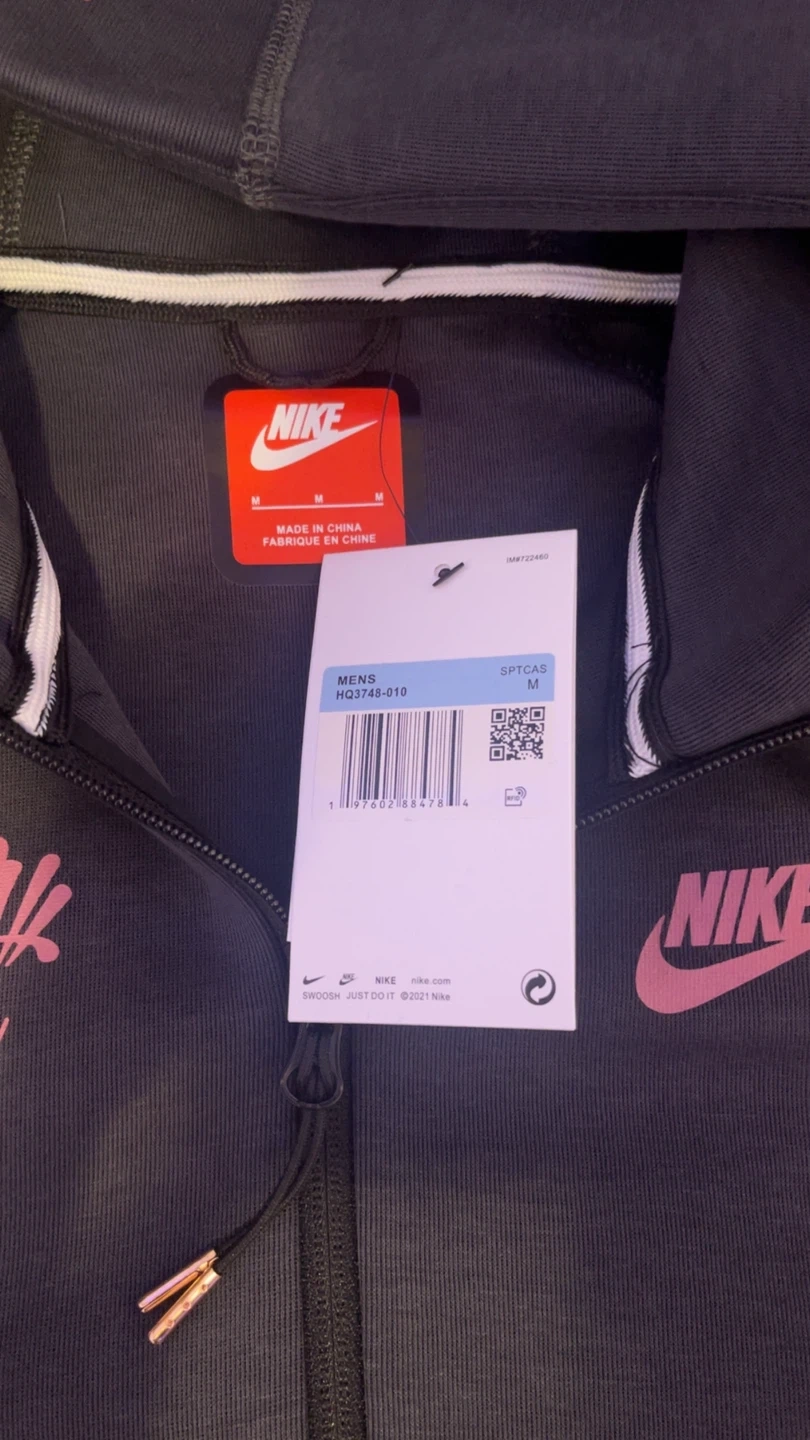 NIKE
M M M
MADE IN CHINA
FABRIQUE EN CHINE
IM#722460
MENS
HQ3748-010
SPTCAS
M
1 97602 88478 4
RFID
NIKE
NIKE nike.com
SWOOSH JUST DO IT ©2021 Nike